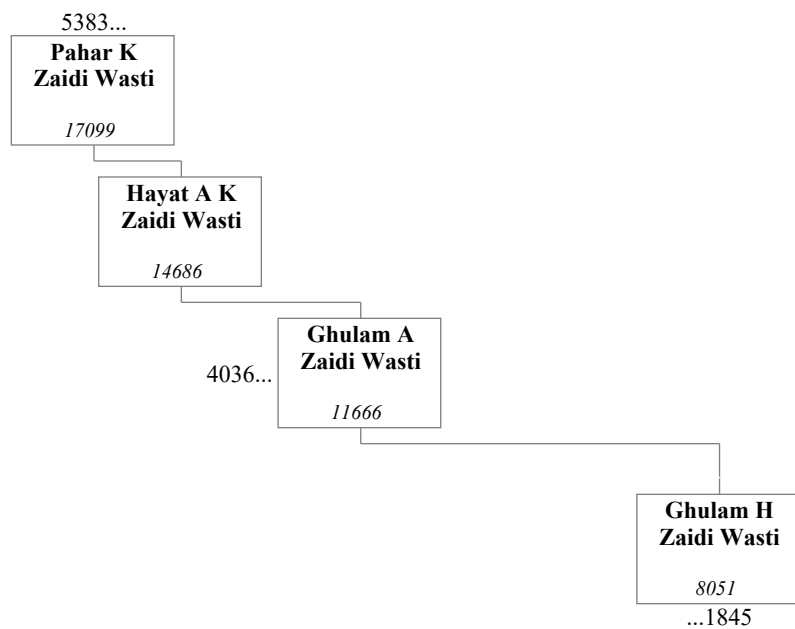 5383...
Pahar K
Zaidi Wasti
17099
Hayat A K
Zaidi Wasti
14686
Ghulam A
Zaidi Wasti
4036...
11666
Ghulam H
Zaidi Wasti
8051
...1845